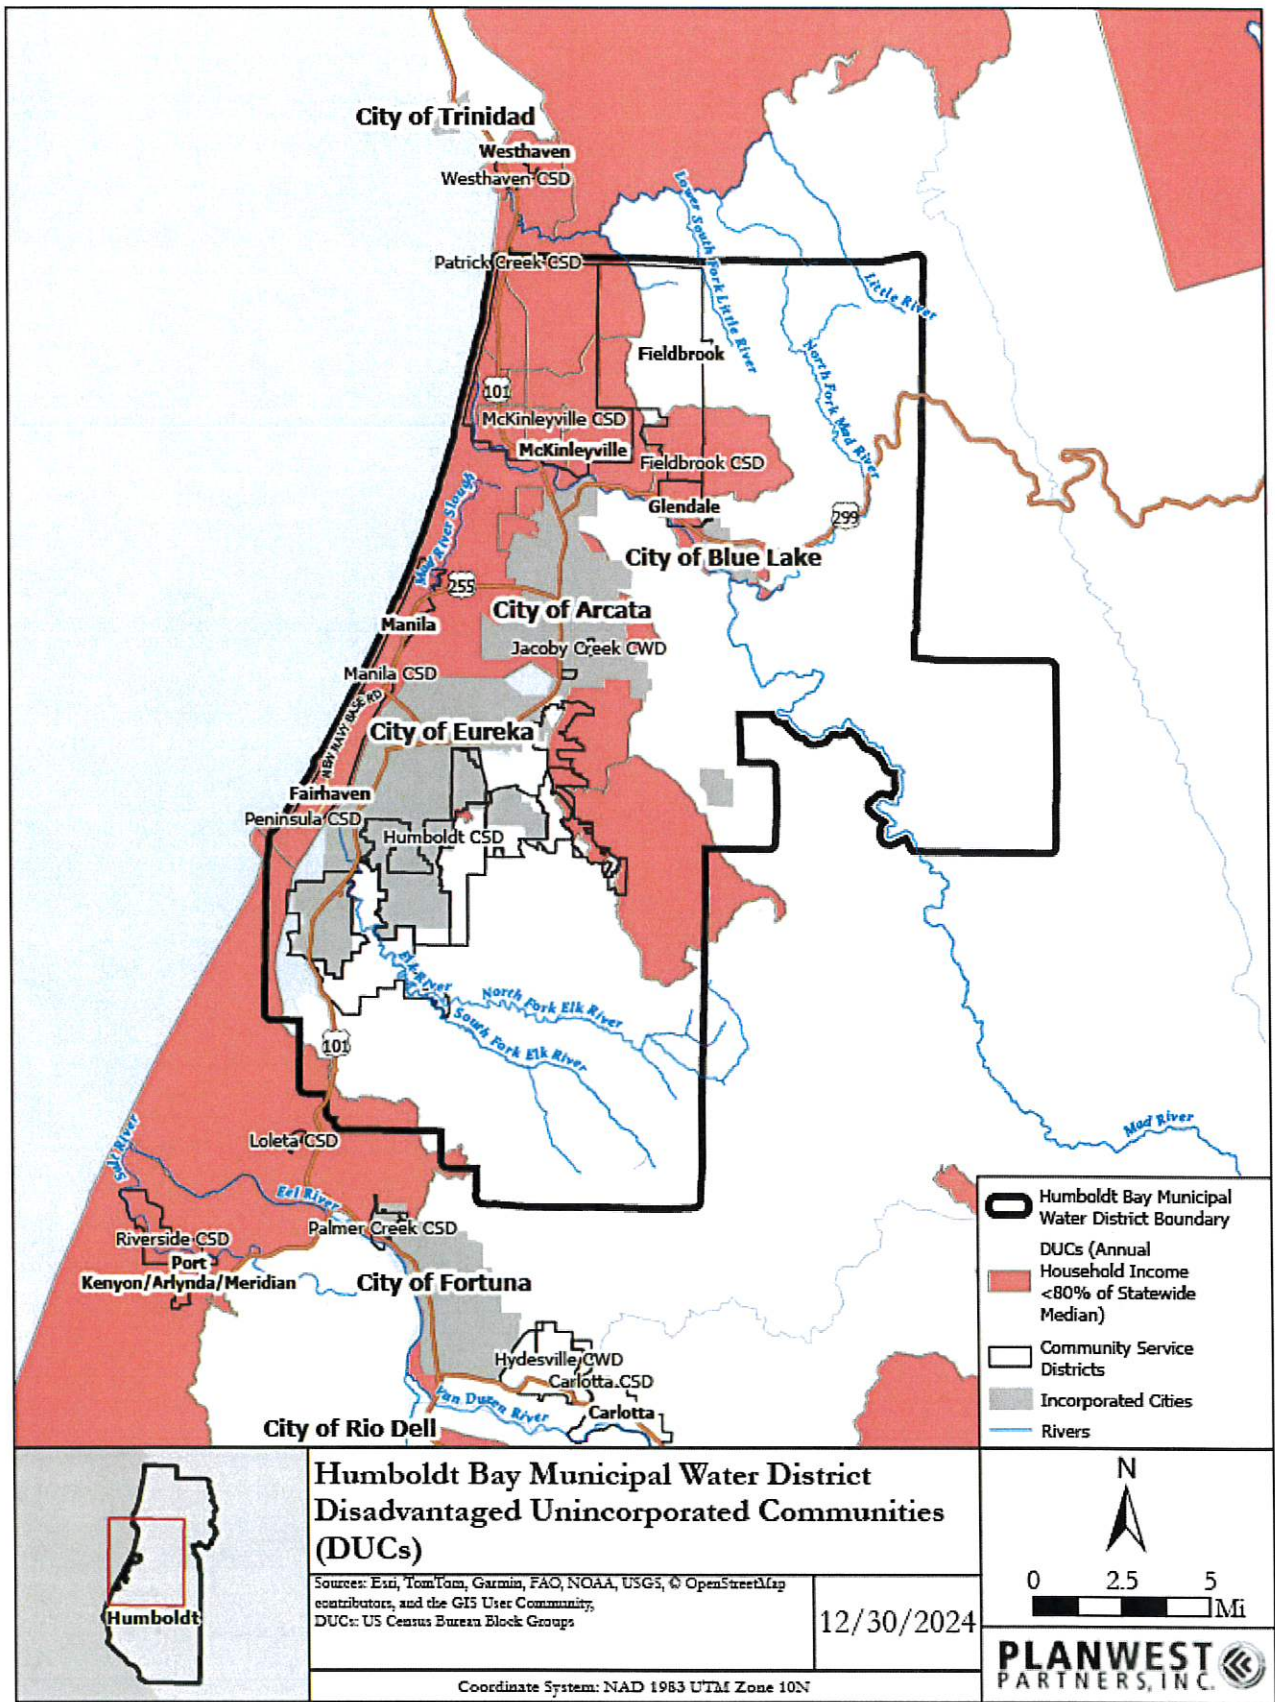 City of Trinidad
Westhaven
Westhaven CSD
Lower South Fork Little River
Patrick Creek CSD
Little River
Fieldbrook
North Fork Mad River
101
McKinleyville CSD
McKinleyville
Fieldbrook CSD
Mad River Slough
Glendale
299
City of Blue Lake
255
City of Arcata
Manila
Jacoby Creek CWD
Manila CSD
NEW NAVY BASE RD
City of Eureka
Fairhaven
Peninsula CSD
Humboldt CSD
Elk River
North Fork Elk River
South Fork Elk River
101
Mad River
Salt River
Loleta CSD
Eel River
Palmer Creek CSD
Riverside CSD
Port
Kenyon/Arlynda/Meridian
City of Fortuna
Hydesville CWD
Carlotta CSD
Van Duzen River
Carlotta
City of Rio Dell
Humboldt Bay Municipal
Water District Boundary
DUCs (Annual
Household Income
<80% of Statewide
Median)
Community Service
Districts
Incorporated Cities
Rivers
Humboldt
Humboldt Bay Municipal Water District
Disadvantaged Unincorporated Communities
(DUCs)
Sources: Esri, TomTom, Garmin, FAO, NOAA, USGS, © OpenStreetMap
contributors, and the GIS User Community,
DUCs: US Census Bureau Block Groups
12/30/2024
Coordinate System: NAD 1983 UTM Zone 10N
N
0 2.5 5
Mi
PLANWEST
PARTNERS, INC.